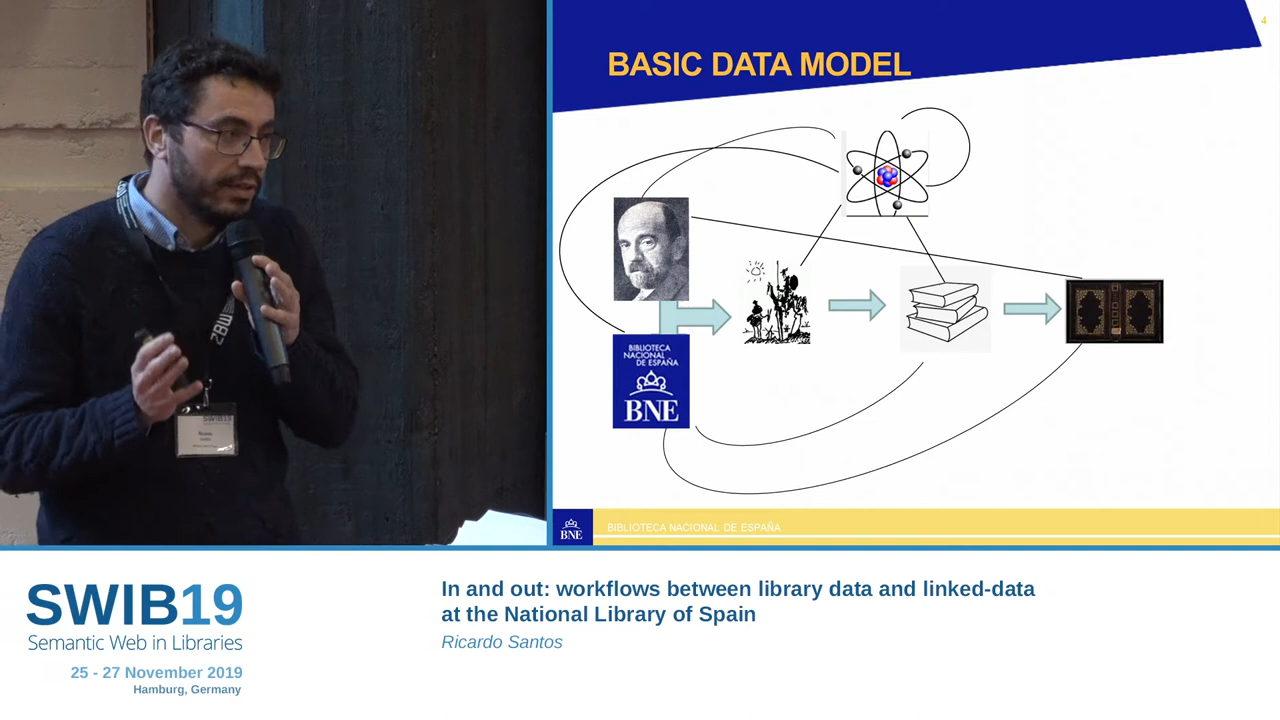 4
BASIC DATA MODEL
BIBLIOTECA
NACIONAL
DE ESPAÑA
BNE
BNE
BIBLIOTECA NACIONAL DE ESPAÑA
ZBW
SWIB19
SWIB19
Semantic Web in Libraries
25 - 27 November 2019
Hamburg, Germany
In and out: workflows between library data and linked-data
at the National Library of Spain
Ricardo Santos